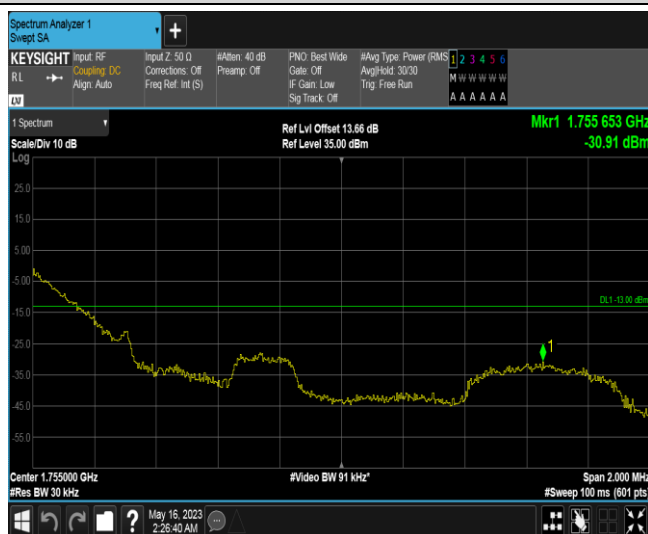 Spectrum Analyzer 1
Swept SA
+
KEYSIGHT
RL
LXI
Input: RF
Coupling: DC
Align: Auto
Input Z: 50 Ω
Corrections: Off
Freq Ref: Int (S)
#Atten: 40 dB
Preamp: Off
PNO: Best Wide
Gate: Off
IF Gain: Low
Sig Track: Off
#Avg Type: Power (RMS
Avg|Hold: 30/30
Trig: Free Run
1 2 3 4 5 6
M W W W W W
A A A A A A
1 Spectrum
Scale/Div 10 dB
Ref Lvl Offset 13.66 dB
Ref Level 35.00 dBm
Mkr1 1.755 653 GHz
-30.91 dBm
Log
25.0
15.0
5.00
-5.00
DL1 -13.00 dBm
-15.0
-25.0
1
-35.0
-45.0
-55.0
Center 1.755000 GHz
#Res BW 30 kHz
#Video BW 91 kHz*
Span 2.000 MHz
#Sweep 100 ms (601 pts)
?
May 16, 2023
2:26:40 AM